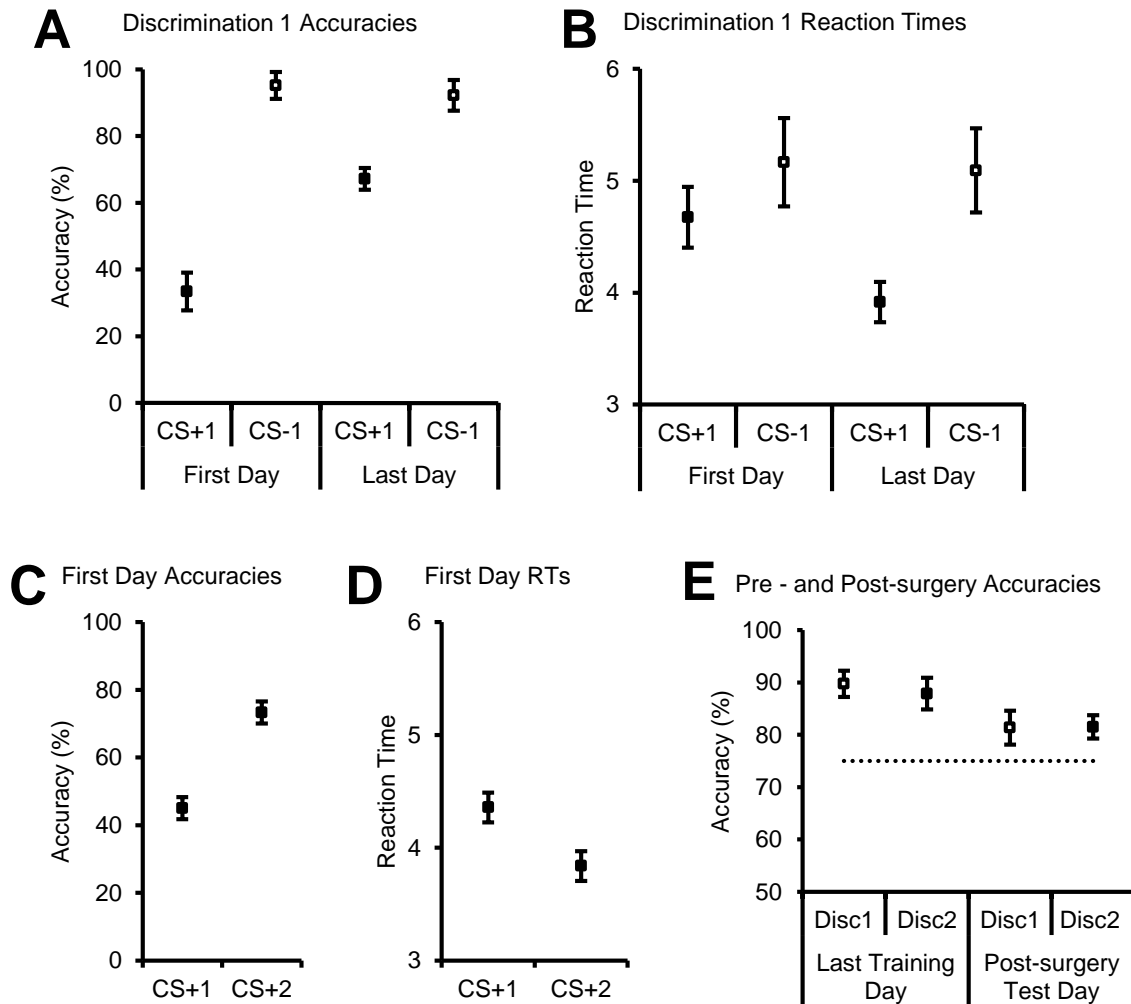 A Discrimination 1 Accuracies
Accuracy (%)
100
80
60
40
20
0
CS+1 CS-1 CS+1 CS-1
First Day Last Day
B Discrimination 1 Reaction Times
Reaction Time
6
5
4
3
CS+1 CS-1 CS+1 CS-1
First Day Last Day
C First Day Accuracies
Accuracy (%)
100
80
60
40
20
0
CS+1 CS+2
D First Day RTs
Reaction Time
6
5
4
3
CS+1 CS+2
E Pre - and Post-surgery Accuracies
Accuracy (%)
100
90
80
70
60
50
Disc1 Disc2 Disc1 Disc2
Last Training Post-surgery
Day Test Day